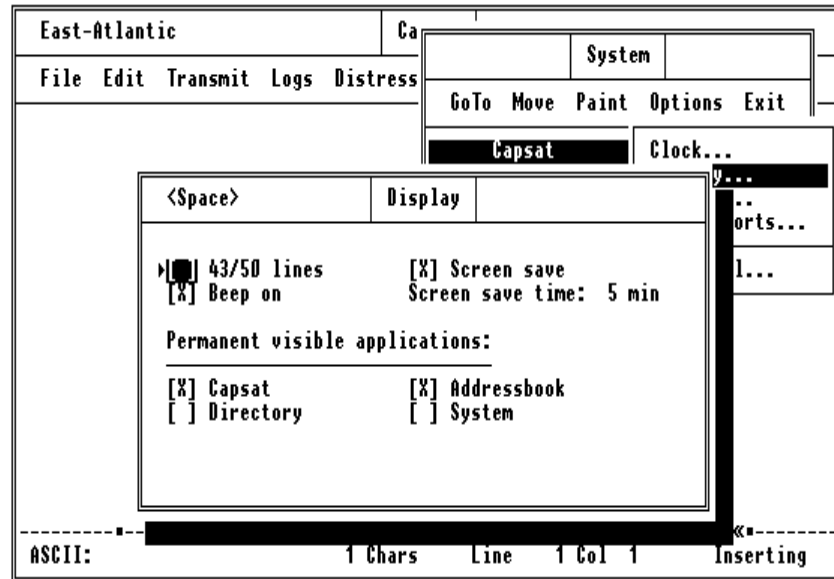 East-Atlantic Ca
System
File Edit Transmit Logs Distress
GoTo Move Paint Options Exit
Capsat Clock...
y...
<Space> Display
..
orts...
[ ] 43/50 lines [X] Screen save
l...
[X] Beep on Screen save time: 5 min
Permanent visible applications:
[X] Capsat [X] Addressbook
[ ] Directory [ ] System
ASCII: 1 Chars Line 1 Col 1 Inserting